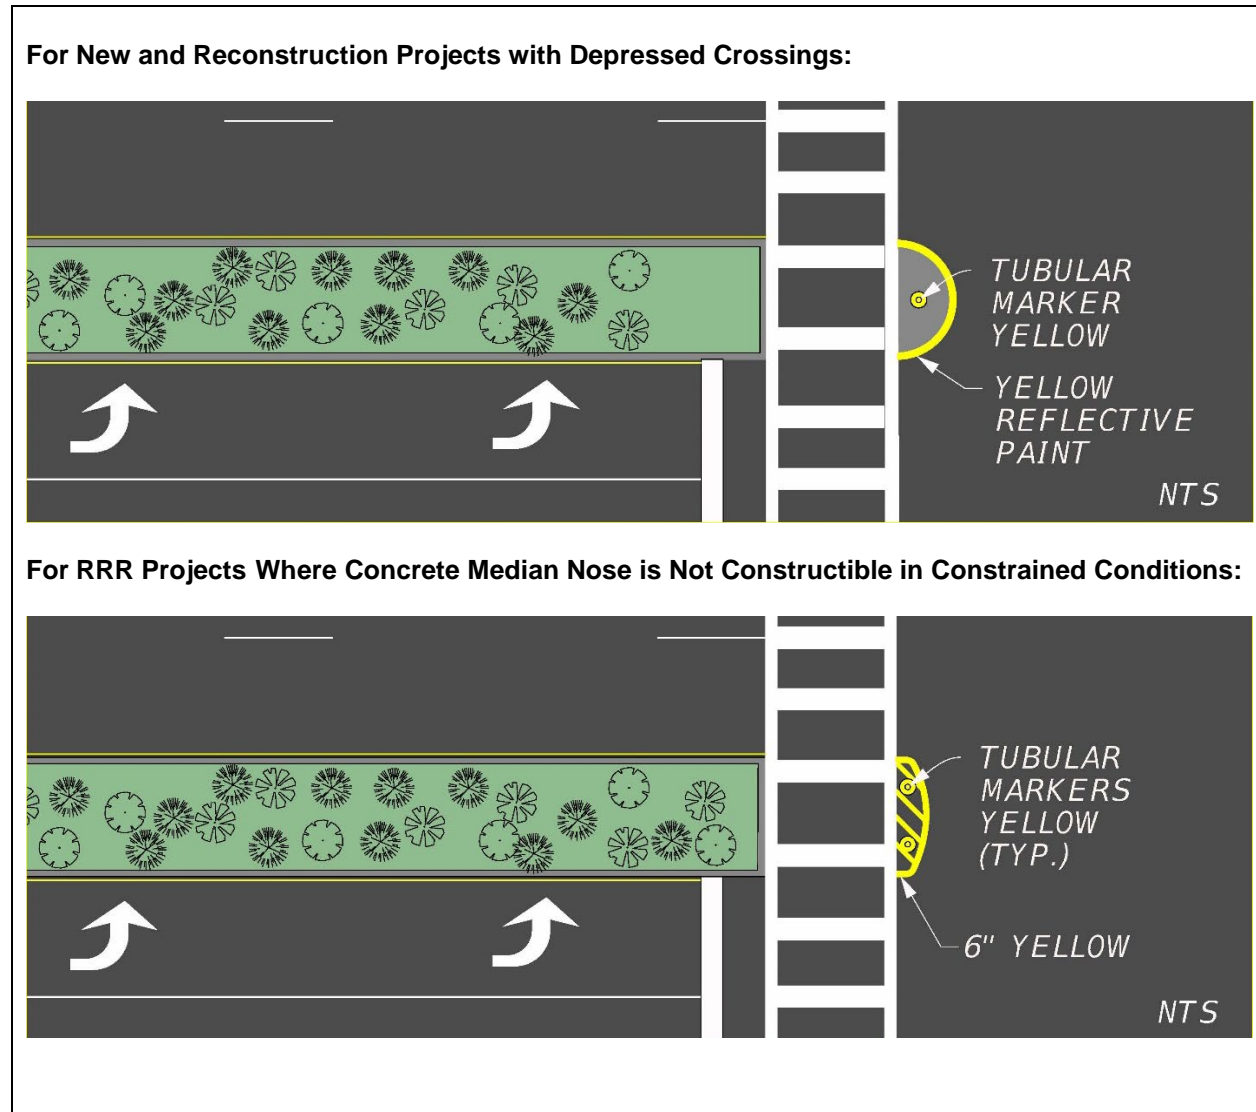 For New and Reconstruction Projects with Depressed Crossings:
TUBULAR
MARKER
YELLOW
YELLOW
REFLECTIVE
PAINT
NTS
For RRR Projects Where Concrete Median Nose is Not Constructible in Constrained Conditions:
TUBULAR
MARKERS
YELLOW
(TYP.)
6" YELLOW
NTS